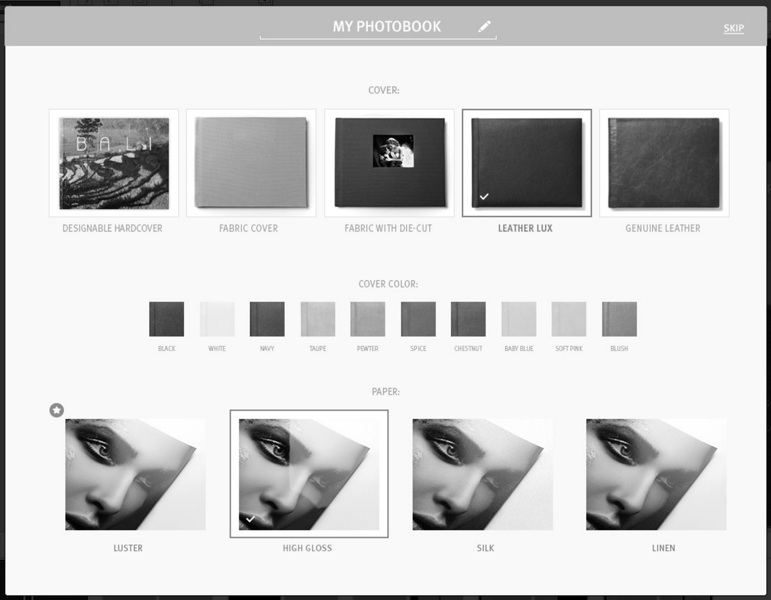 MY PHOTOBOOK
SKIP
COVER:
BALI
DESIGNABLE HARDCOVER
FABRIC COVER
FABRIC WITH DIE-CUT
LEATHER LUX
GENUINE LEATHER
COVER COLOR:
BLACK
WHITE
NAVY
TAUPE
PEWTER
SPICE
CHESTNUT
BABY BLUE
SOFT PINK
BLUSH
PAPER:
LUSTER
HIGH GLOSS
SILK
LINEN